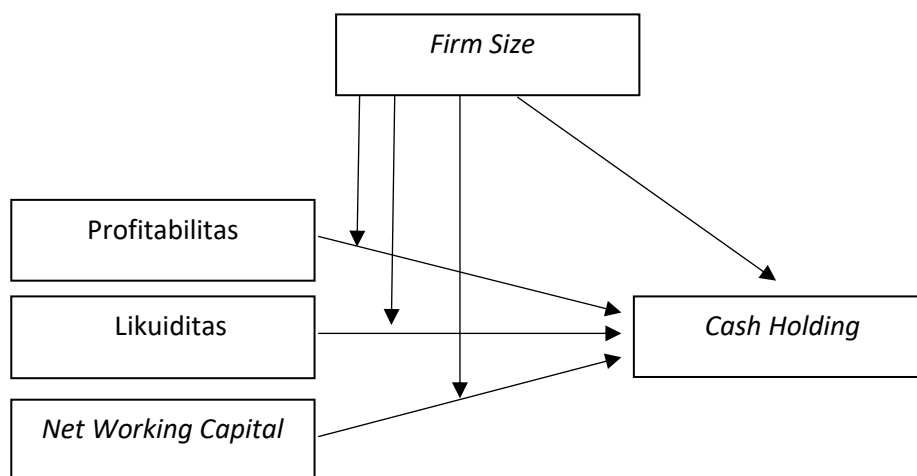 Firm Size
Profitabilitas
Likuiditas
Cash Holding
Net Working Capital